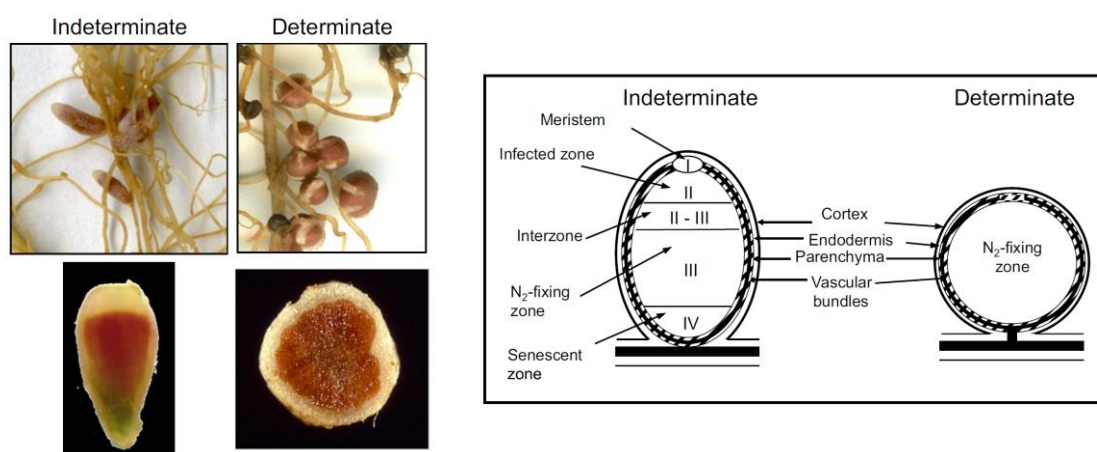 Indeterminate
Determinate
Indeterminate
Determinate
Meristem
I
Infected zone
II
II - III
Interzone
Cortex
Endodermis
N₂-fixing zone
Parenchyma
III
Vascular
bundles
N₂-fixing
zone
IV
Senescent
zone